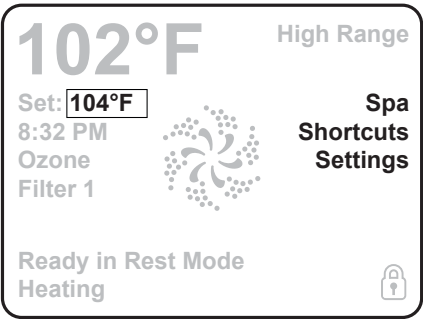 102°F
High Range
Set: 104°F
8:32 PM
Ozone
Filter 1
Spa
Shortcuts
Settings
Ready in Rest Mode
Heating